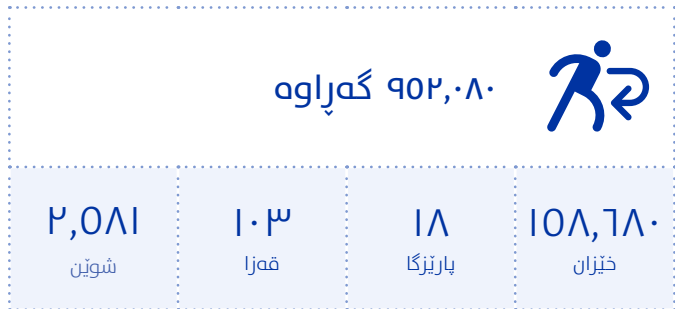 ٩٥٢,٠٨٠ گەڕاوە
١٥٨,٦٨٠
خێزان
١٨
پارێزگا
١٠٣
قەزا
٢,٥٨١
شوێن